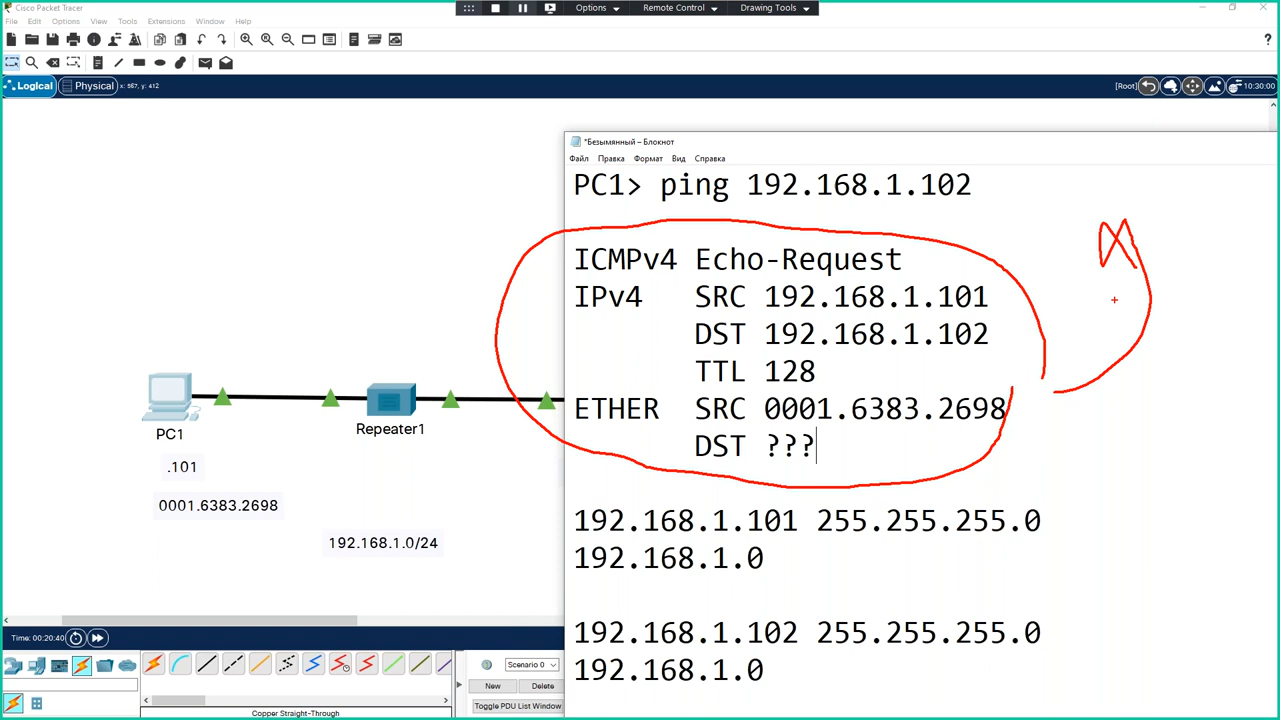 Cisco Packet Tracer
Options
Remote Control
Drawing Tools
File Edit Options View Tools Extensions Window Help
Logical
Physical
x: 567, y: 412
[Root]
10:30:00
*Безымянный – Блокнот
Файл Правка Формат Вид Справка
PC1> ping 192.168.1.102
ICMPv4 Echo-Request
IPv4 SRC 192.168.1.101
DST 192.168.1.102
TTL 128
ETHER SRC 0001.6383.2698
DST ???
192.168.1.101 255.255.255.0
192.168.1.0
192.168.1.102 255.255.255.0
192.168.1.0
PC1
Repeater1
.101
0001.6383.2698
192.168.1.0/24
Time: 00:20:40
Scenario 0
New
Delete
Toggle PDU List Window
Copper Straight-Through